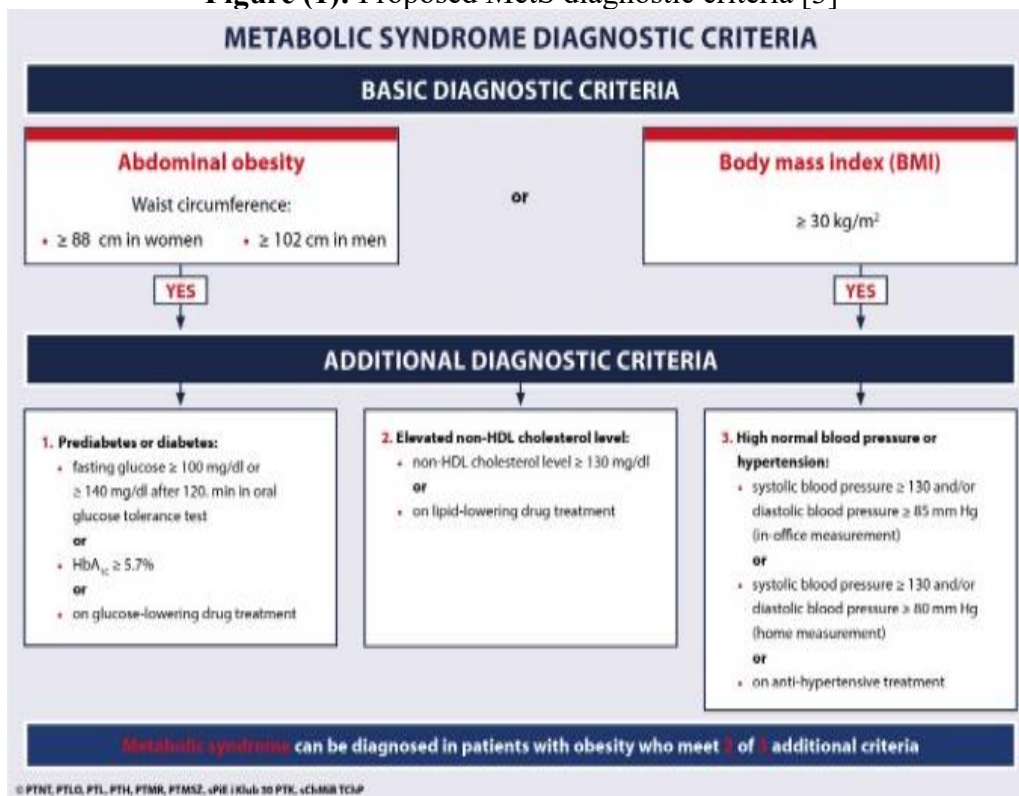 Figure (1): Proposed MetS diagnostic criteria [5]
METABOLIC SYNDROME DIAGNOSTIC CRITERIA
BASIC DIAGNOSTIC CRITERIA
Abdominal obesity
Waist circumference:
• ≥ 88 cm in women • ≥ 102 cm in men
or
Body mass index (BMI)
≥ 30 kg/m²
YES
YES
ADDITIONAL DIAGNOSTIC CRITERIA
1. Prediabetes or diabetes:
• fasting glucose ≥ 100 mg/dl or
≥ 140 mg/dl after 120. min in oral
glucose tolerance test
or
• HbA₁c ≥ 5.7%
or
• on glucose-lowering drug treatment
2. Elevated non-HDL cholesterol level:
• non-HDL cholesterol level ≥ 130 mg/dl
or
• on lipid-lowering drug treatment
3. High normal blood pressure or
hypertension:
• systolic blood pressure ≥ 130 and/or
diastolic blood pressure ≥ 85 mm Hg
(in-office measurement)
or
• systolic blood pressure ≥ 130 and/or
diastolic blood pressure ≥ 80 mm Hg
(home measurement)
or
• on anti-hypertensive treatment
Metabolic syndrome can be diagnosed in patients with obesity who meet 2 of 3 additional criteria
© PTNT, PTLO, PTL, PTH, PTMR, PTMSZ, sPiE i Klub 30 PTK, sChMiB TChP